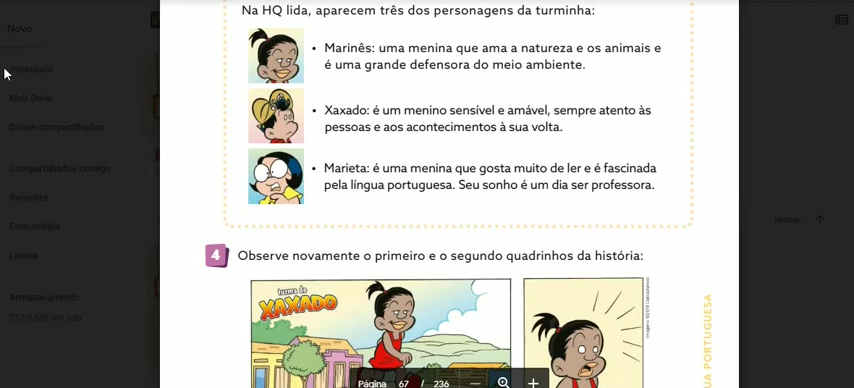 Novo
Prioridade
Meu Drive
Drives compartilhados
Compartilhados comigo
Recentes
Com estrela
Lixeira
Armazenamento
212,9 MB em uso
Nome
Na HQ lida, aparecem três dos personagens da turminha:
• Marinês: uma menina que ama a natureza e os animais e
é uma grande defensora do meio ambiente.
• Xaxado: é um menino sensível e amável, sempre atento às
pessoas e aos acontecimentos à sua volta.
• Marieta: é uma menina que gosta muito de ler e é fascinada
pela língua portuguesa. Seu sonho é um dia ser professora.
4 Observe novamente o primeiro e o segundo quadrinhos da história:
turma do
XAXADO
UA PORTUGUESA
Página 67 / 236